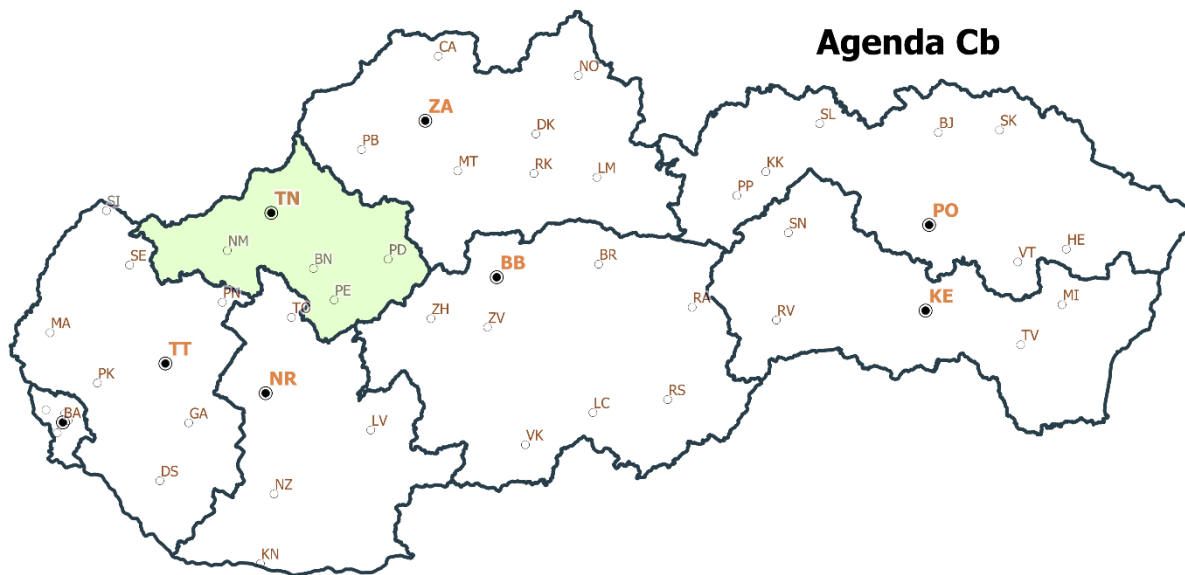 Agenda Cb
CA
NO
ZA
SL
BJ
SK
DK
PB
MT
RK
LM
KK
PP
TN
SI
PO
SN
NM
HE
PD
SE
BN
BB
BR
VT
PN
PE
TO
ZH
ZV
RA
RV
KE
MI
MA
TV
TT
PK
NR
RS
BA
GA
LC
LV
VK
DS
NZ
KN